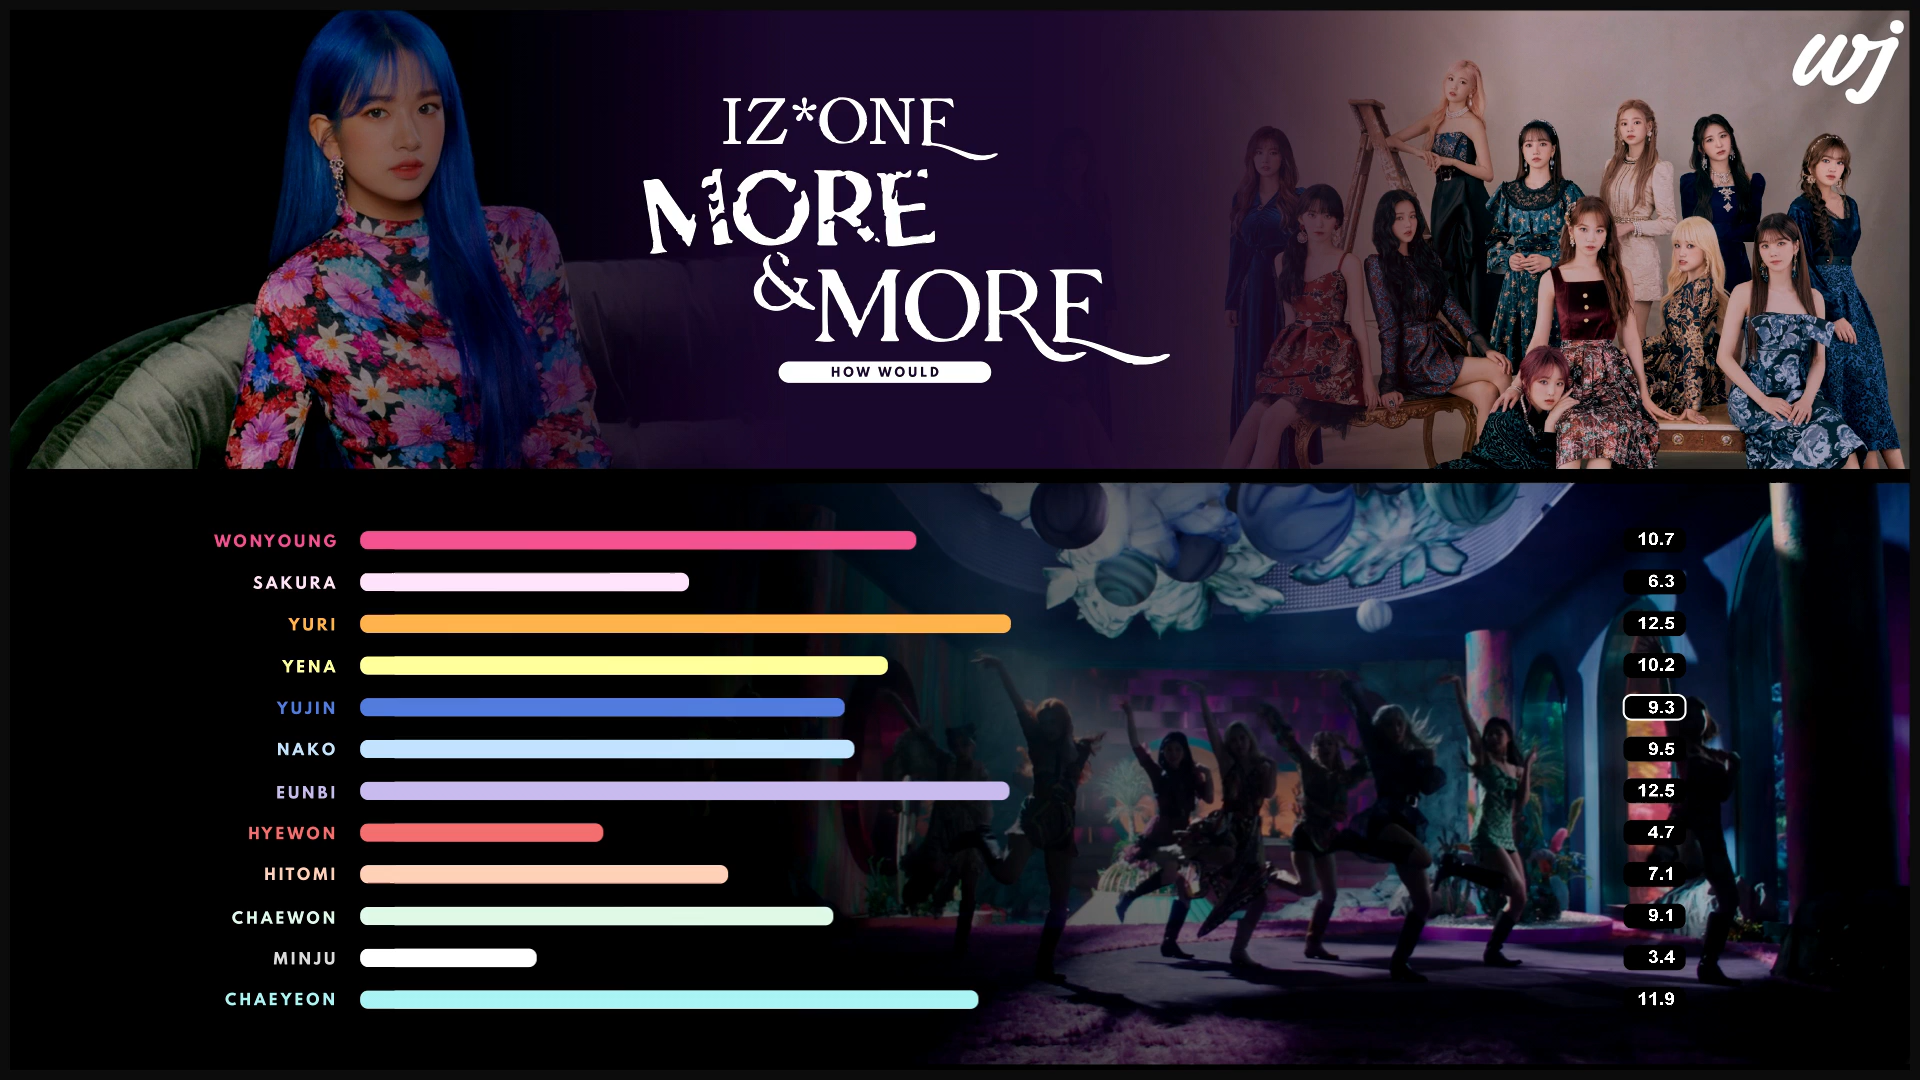 wj
IZ*ONE
MORE
&MORE
HOW WOULD
WONYOUNG 10.7
SAKURA 6.3
YURI 12.5
YENA 10.2
YUJIN 9.3
NAKO 9.5
EUNBI 12.5
HYEWON 4.7
HITOMI 7.1
CHAEWON 9.1
MINJU 3.4
CHAEYEON 11.9